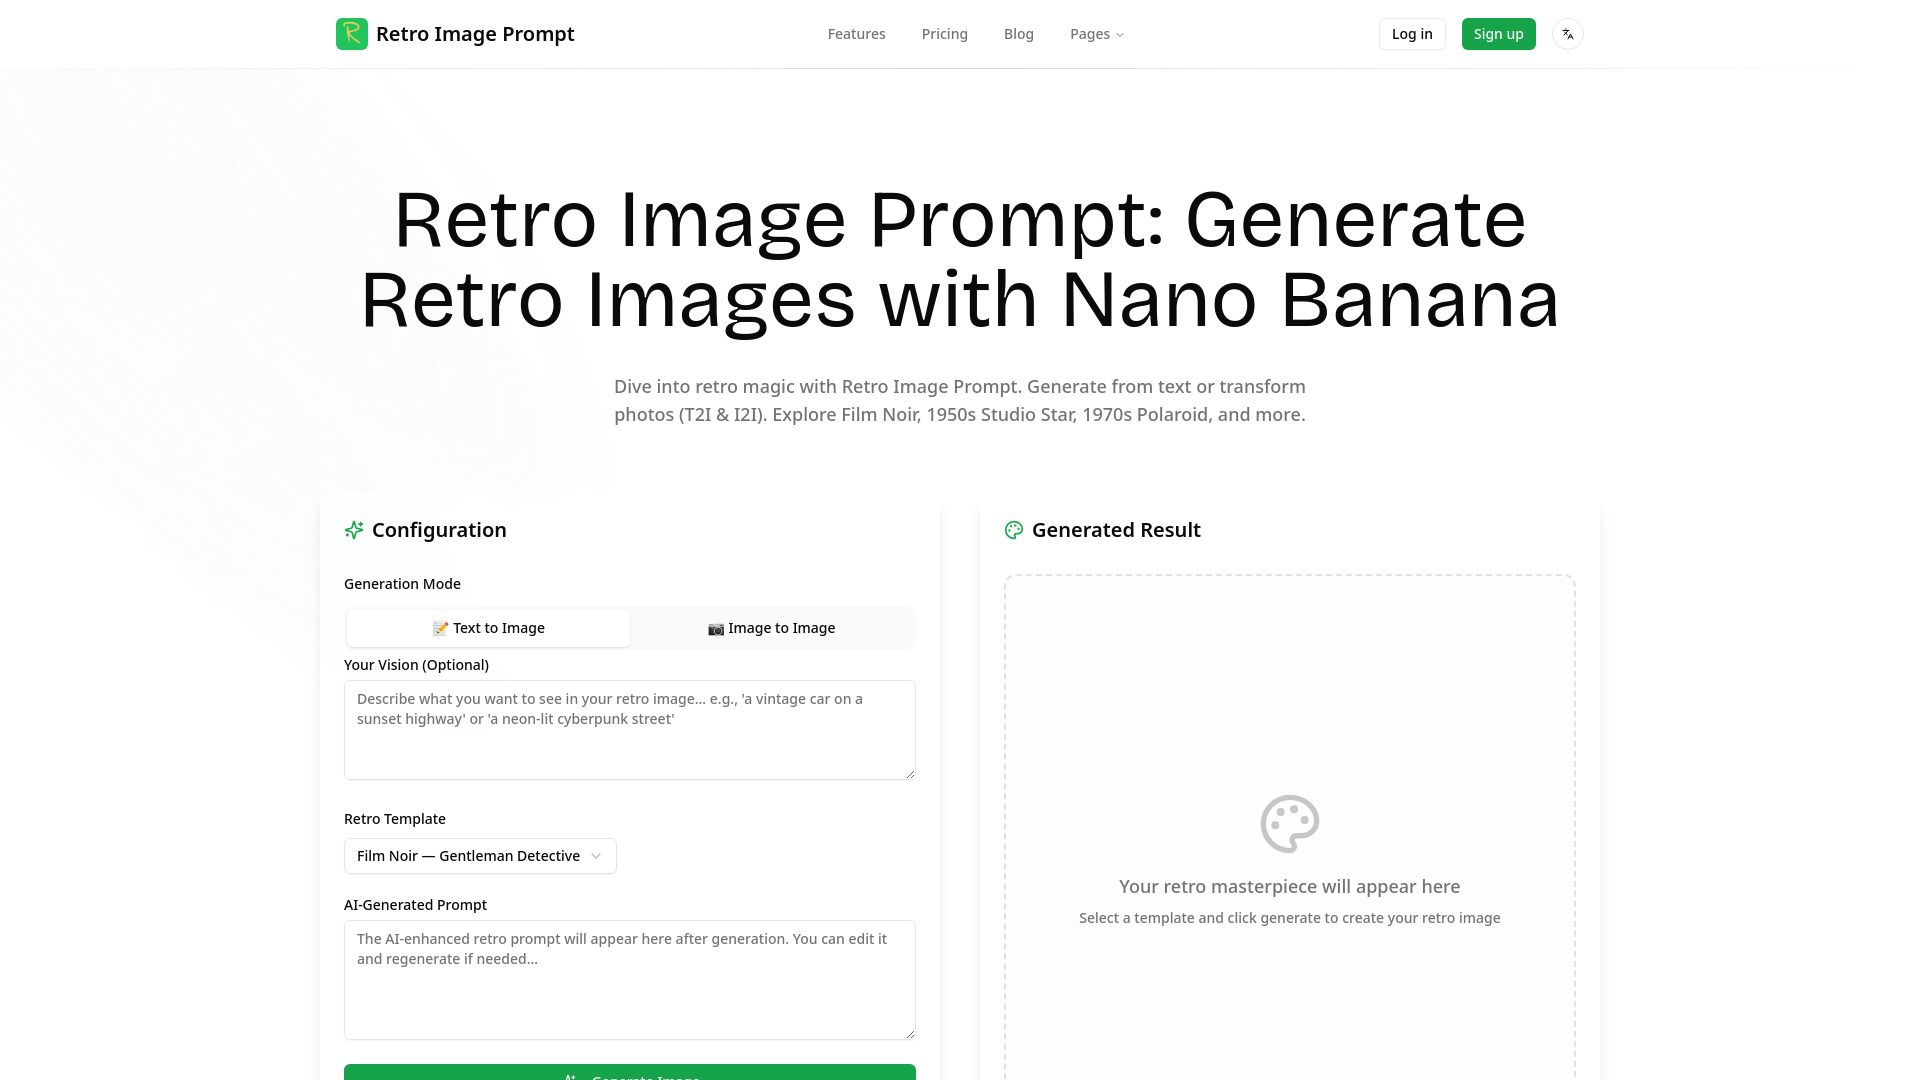 Retro Image Prompt
Features
Pricing
Blog
Pages
Log in
Sign up
Retro Image Prompt: Generate
Retro Images with Nano Banana
Dive into retro magic with Retro Image Prompt. Generate from text or transform
photos (T2I & I2I). Explore Film Noir, 1950s Studio Star, 1970s Polaroid, and more.
Configuration
Generation Mode
📝 Text to Image
📷 Image to Image
Your Vision (Optional)
Describe what you want to see in your retro image... e.g., 'a vintage car on a
sunset highway' or 'a neon-lit cyberpunk street'
Retro Template
Film Noir — Gentleman Detective
AI-Generated Prompt
The AI-enhanced retro prompt will appear here after generation. You can edit it
and regenerate if needed...
Generate Image
Generated Result
Your retro masterpiece will appear here
Select a template and click generate to create your retro image